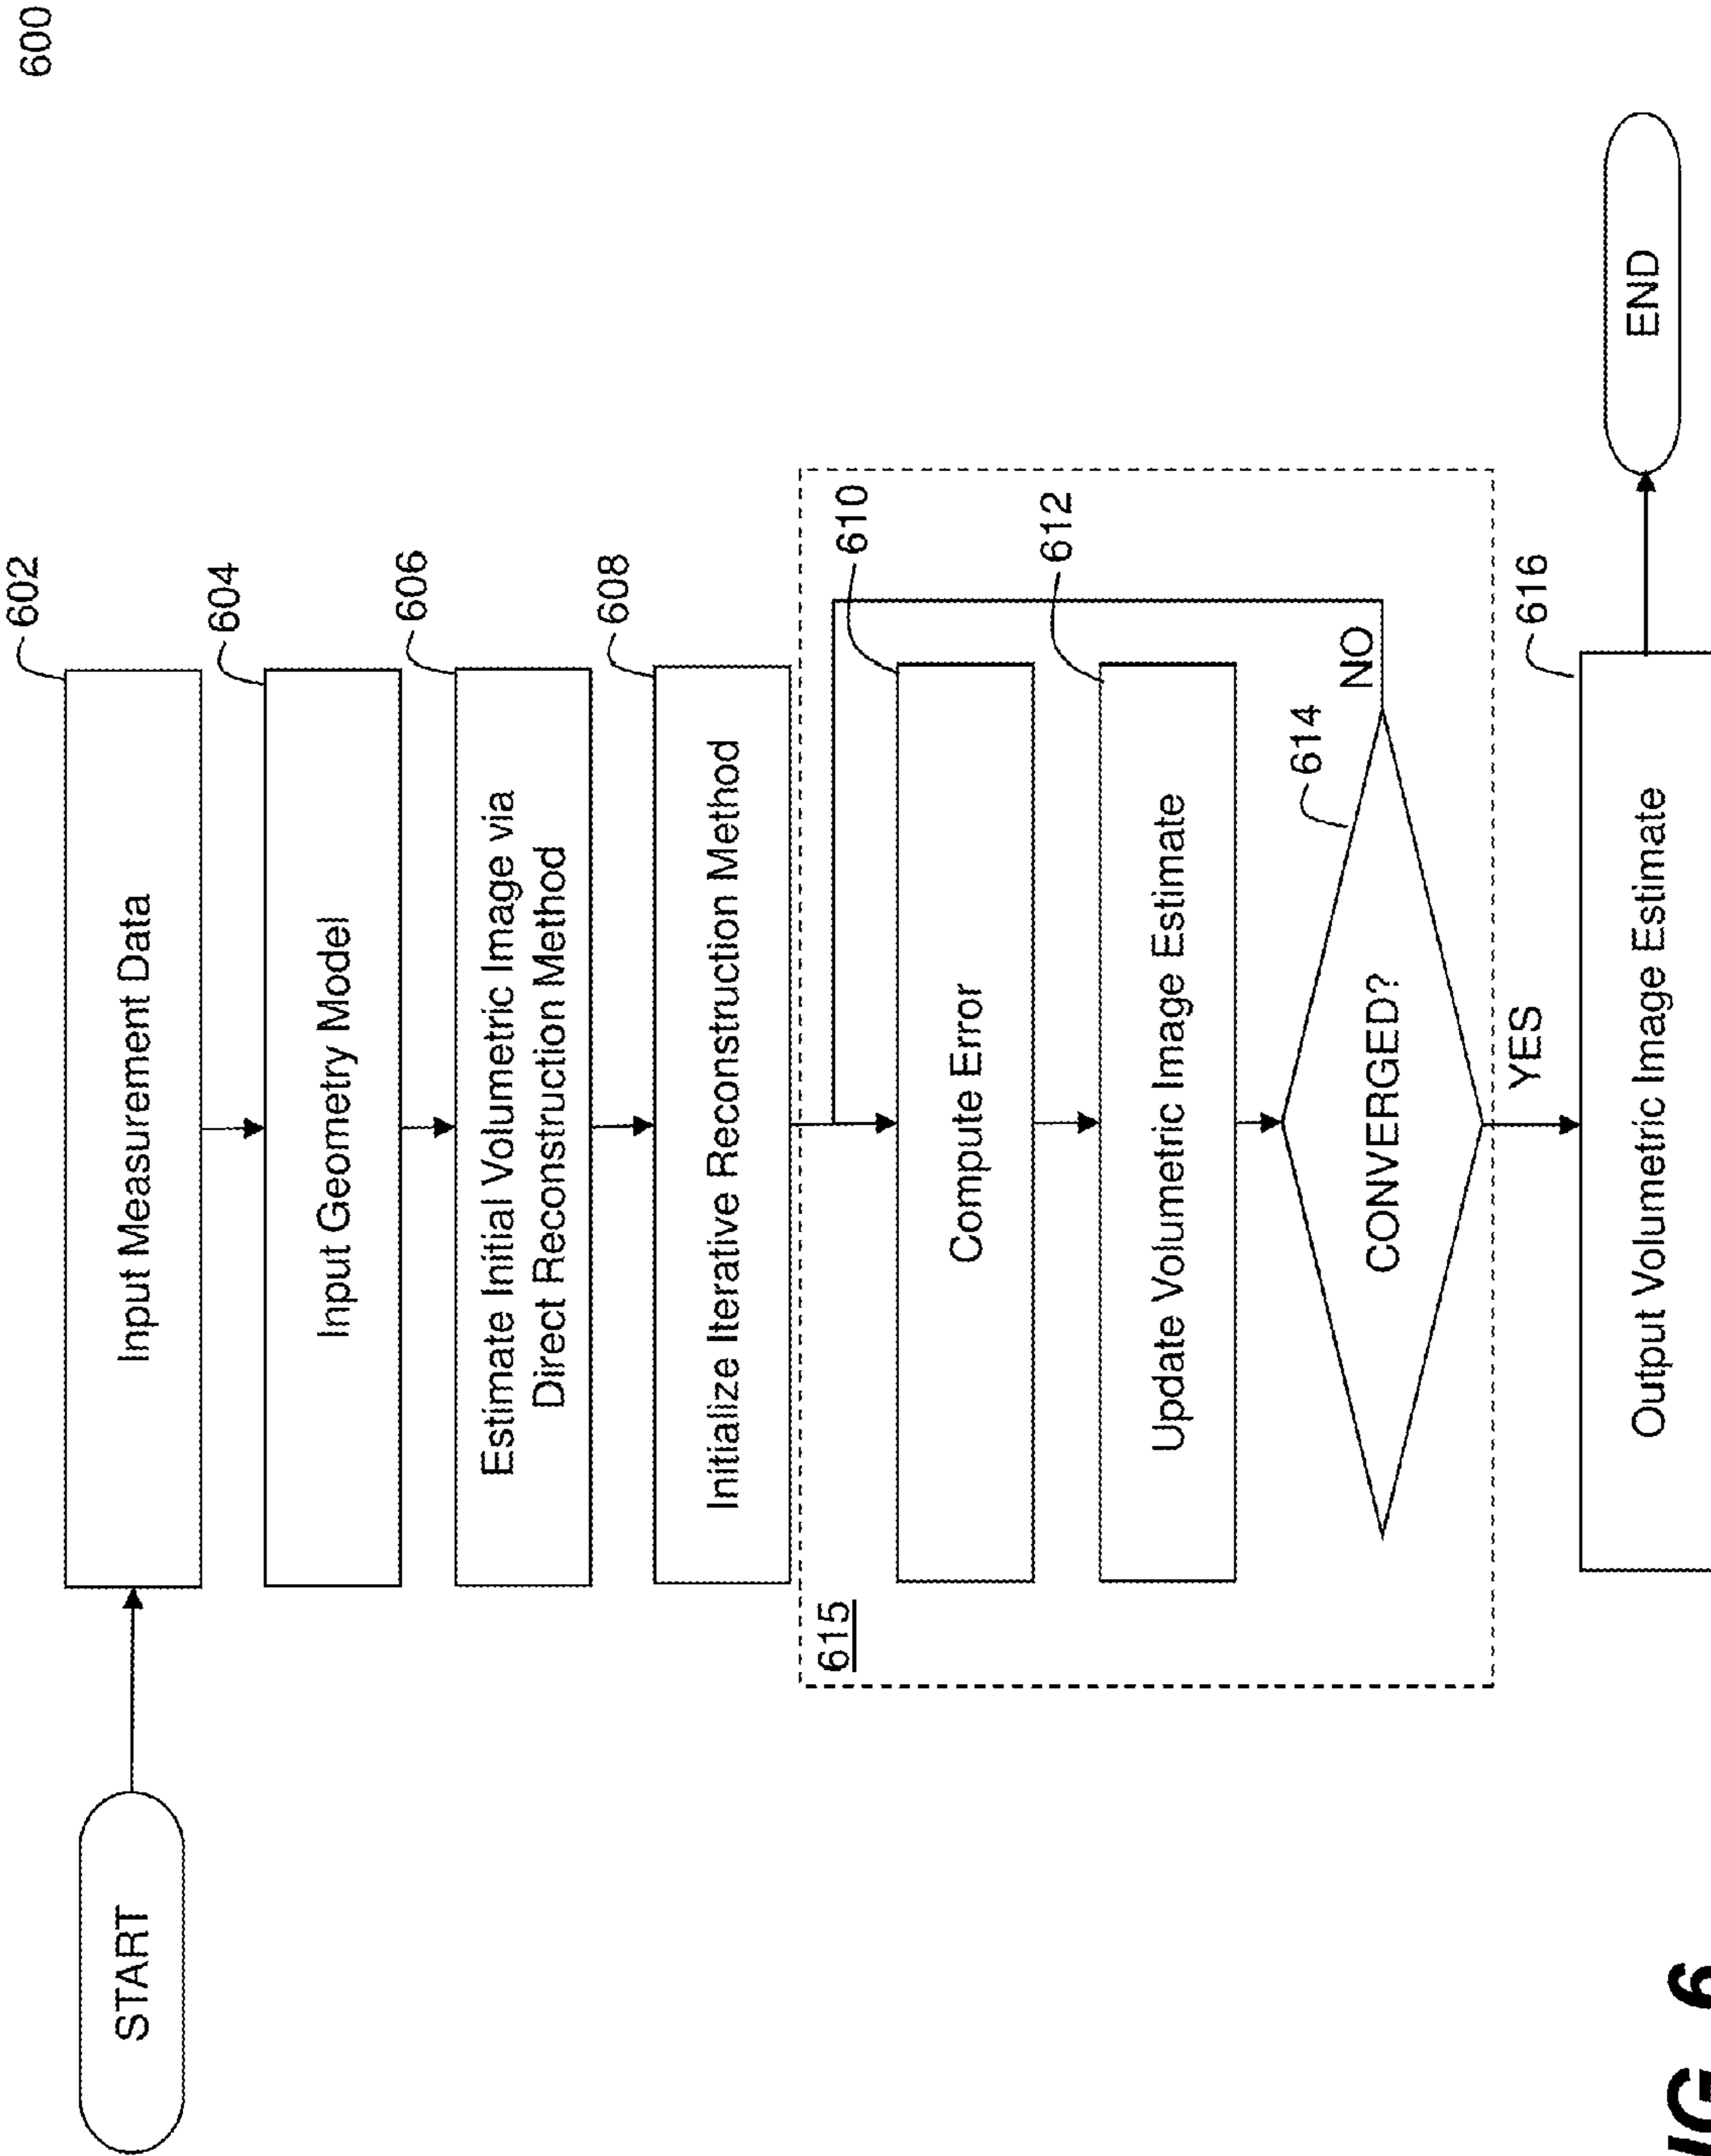 600
START
602
Input Measurement Data
604
Input Geometry Model
606
Estimate Initial Volumetric Image via
Direct Reconstruction Method
608
Initialize Iterative Reconstruction Method
615
610
Compute Error
612
Update Volumetric Image Estimate
614
CONVERGED?
NO
YES
616
Output Volumetric Image Estimate
END
IG. 6